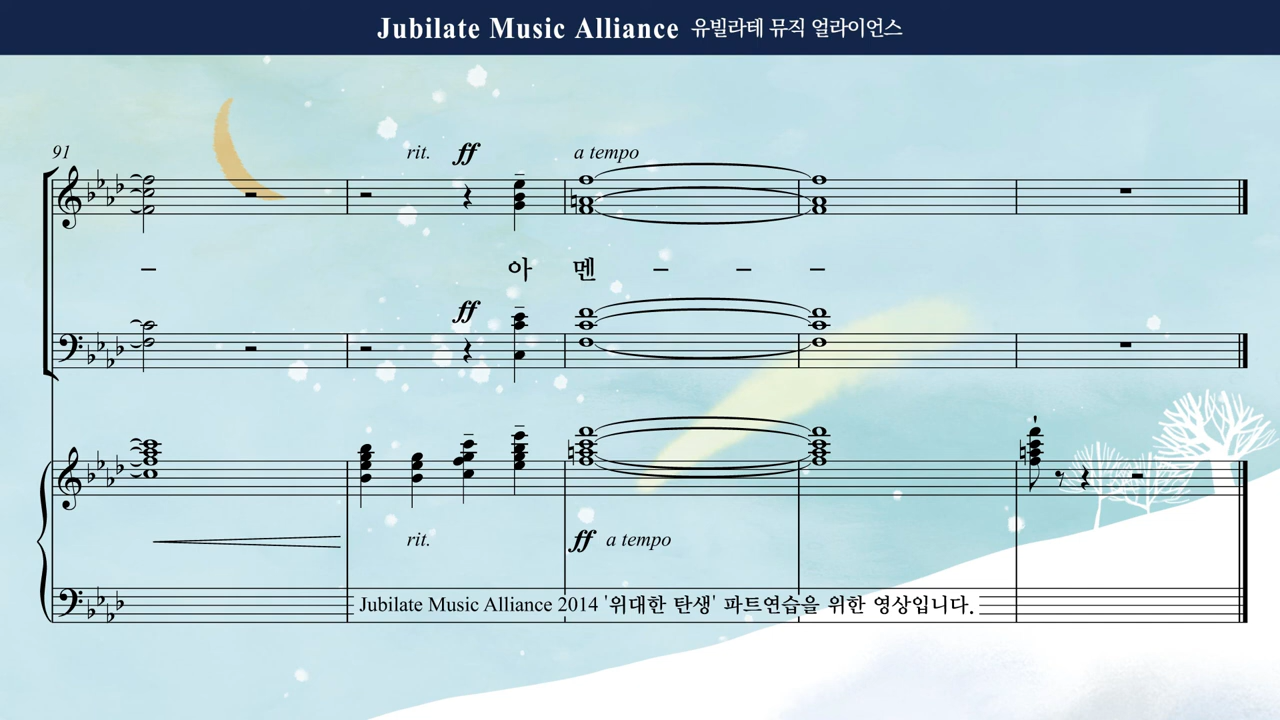 Jubilate Music Alliance 유빌라테 뮤직 얼라이언스
91
rit. ff a tempo
- 아 멘 - - -
ff
rit. ff a tempo
Jubilate Music Alliance 2014 '위대한 탄생' 파트연습을 위한 영상입니다.